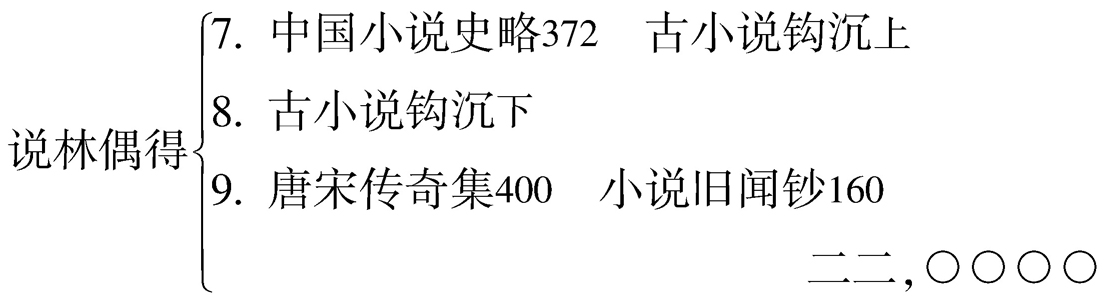 7. 中国小说史略372 古小说钩沉上
8. 古小说钩沉下
说林偶得
9. 唐宋传奇集400 小说旧闻钞160
二二,○○○○